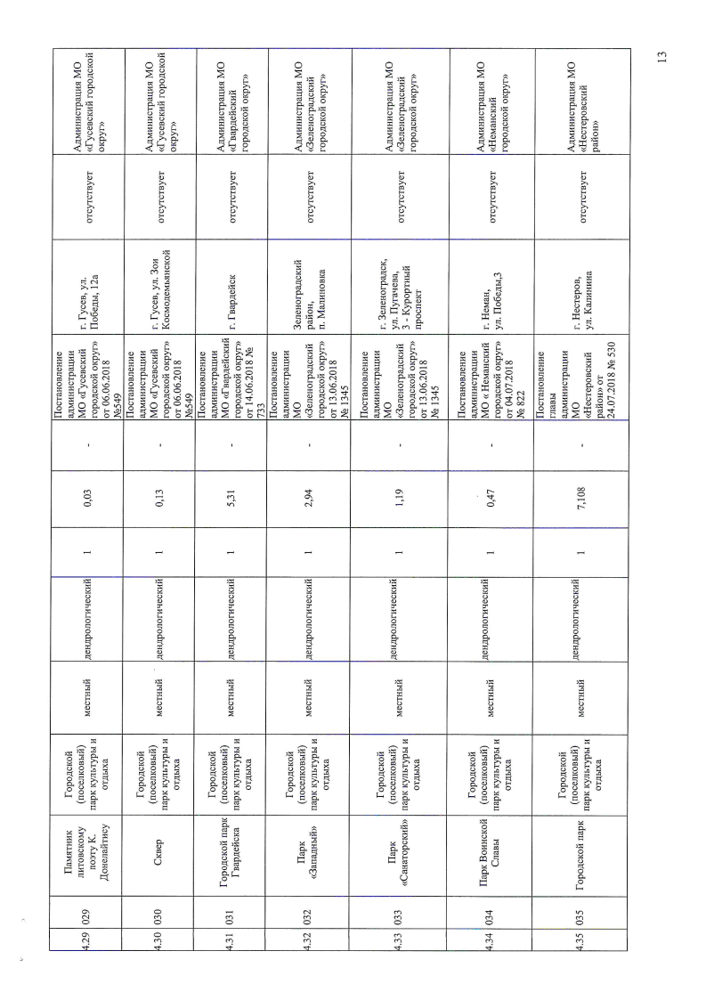 4.29
029
Памятник
литовскому
поэту К.
Донелайтису
Городской
(поселковый)
парк культуры и
отдыха
местный
дендрологический
1
0,03
-
Постановление
администрации
МО «Гусевский
городской округ»
от 06.06.2018
№549
г. Гусев, ул.
Победы, 12а
отсутствует
Администрация МО
«Гусевский городской
округ»
4.30
030
Сквер
Городской
(поселковый)
парк культуры и
отдыха
местный
дендрологический
1
0,13
-
Постановление
администрации
МО «Гусевский
городской округ»
от 06.06.2018
№549
г. Гусев, ул. Зои
Космодемьянской
отсутствует
Администрация МО
«Гусевский городской
округ»
4.31
031
Городской парк
Гвардейска
Городской
(поселковый)
парк культуры и
отдыха
местный
дендрологический
1
5,31
-
Постановление
администрации
МО «Гвардейский
городской округ»
от 14.06.2018 №
733
г. Гвардейск
отсутствует
Администрация МО
«Гвардейский
городской округ»
4.32
032
Парк
«Западный»
Городской
(поселковый)
парк культуры и
отдыха
местный
дендрологический
1
2,94
-
Постановление
администрации
МО
«Зеленоградский
городской округ»
от 13.06.2018
№ 1345
Зеленоградский
район,
п. Малиновка
отсутствует
Администрация МО
«Зеленоградский
городской округ»
4.33
033
Парк
«Санаторский»
Городской
(поселковый)
парк культуры и
отдыха
местный
дендрологический
1
1,19
-
Постановление
администрации
МО
«Зеленоградский
городской округ»
от 13.06.2018
№ 1345
г. Зеленоградск,
ул. Пугачева,
3 - Курортный
проспект
отсутствует
Администрация МО
«Зеленоградский
городской округ»
4.34
034
Парк Воинской
Славы
Городской
(поселковый)
парк культуры и
отдыха
местный
дендрологический
1
0,47
-
Постановление
администрации
МО « Неманский
городской округ»
от 04.07.2018
№ 822
г. Неман,
ул. Победы,3
отсутствует
Администрация МО
«Неманский
городской округ»
4.35
035
Городской парк
Городской
(поселковый)
парк культуры и
отдыха
местный
дендрологический
1
7,108
-
Постановление
главы
администрации
МО
«Нестеровский
район» от
24.07.2018 № 530
г. Нестеров,
ул. Калинина
отсутствует
Администрация МО
«Нестеровский
район»
13